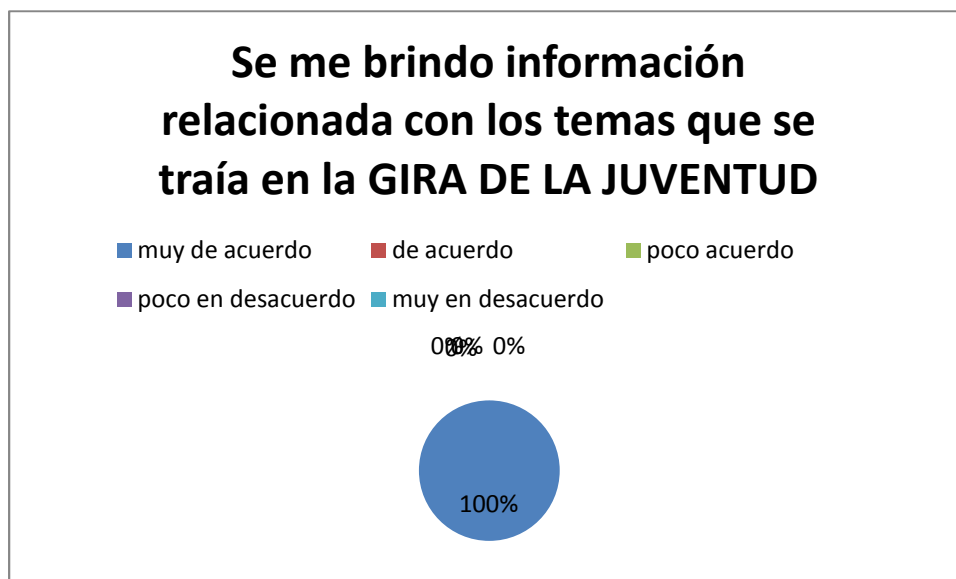 Se me brindo información
relacionada con los temas que se
traía en la GIRA DE LA JUVENTUD
muy de acuerdo de acuerdo poco acuerdo
poco en desacuerdo muy en desacuerdo
0%
100%